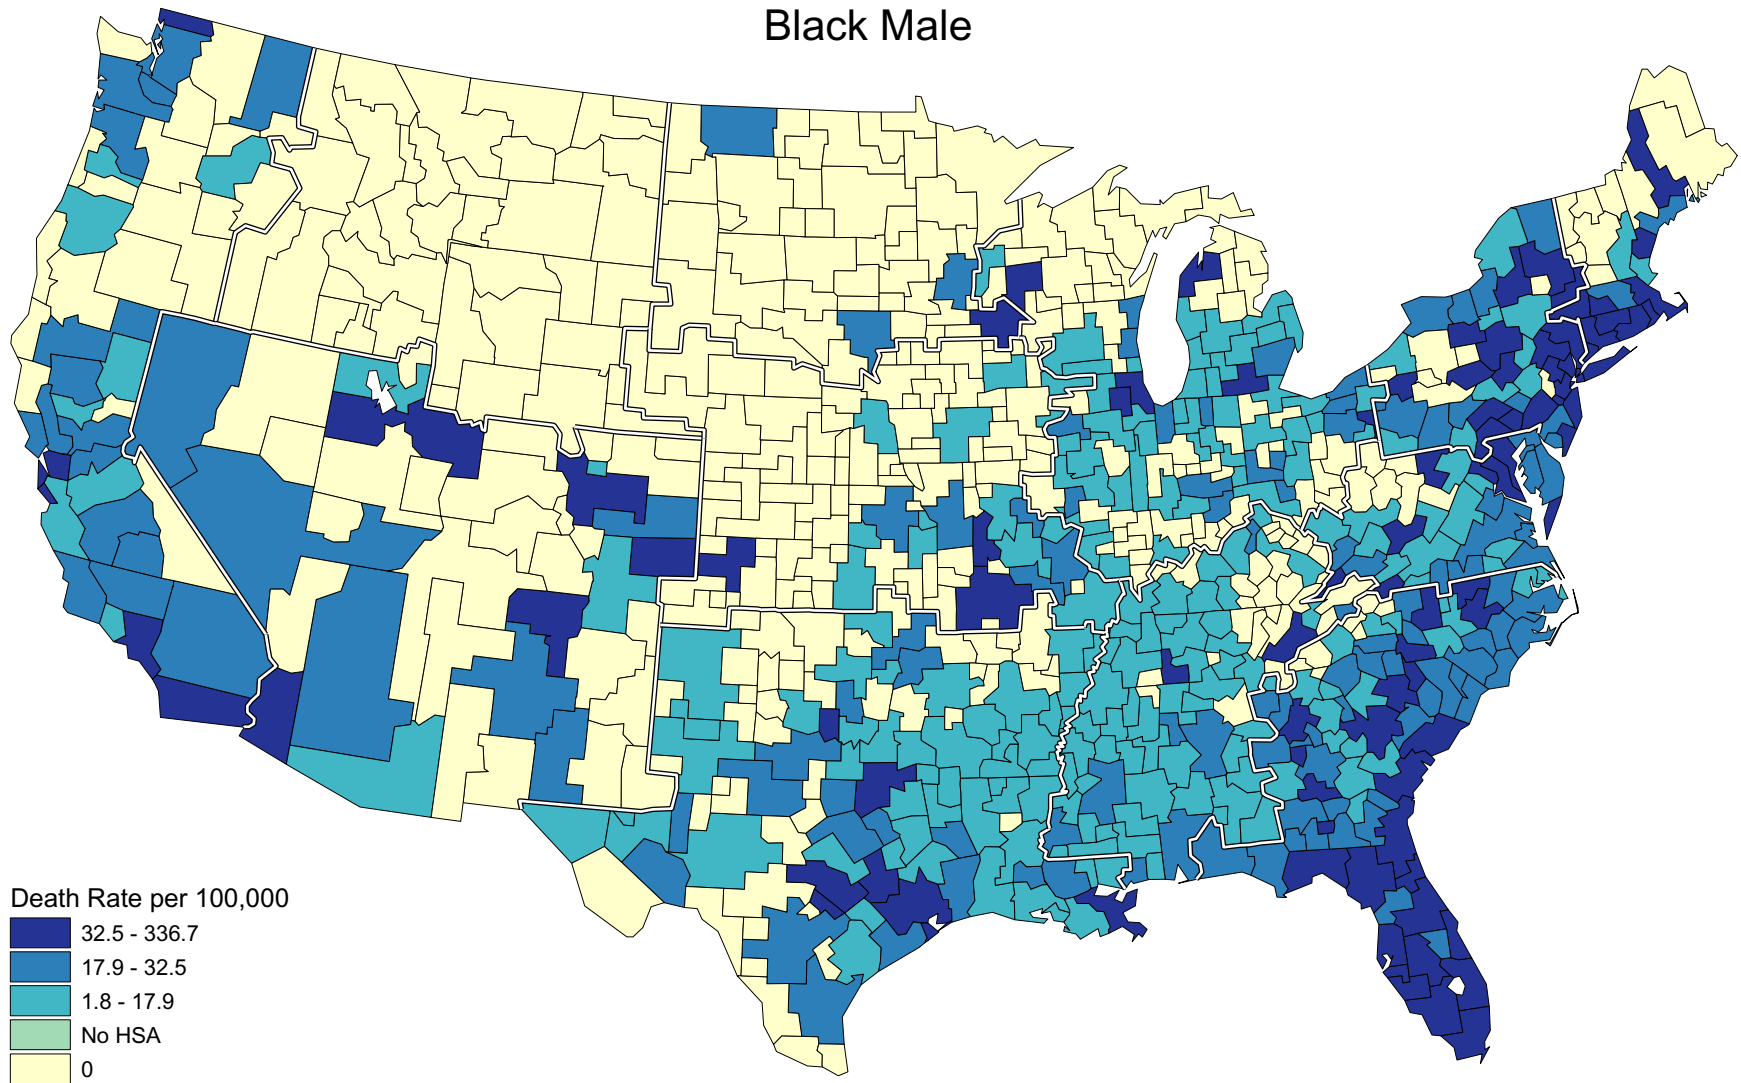 Black Male
Death Rate per 100,000
32.5 - 336.7
17.9 - 32.5
1.8 - 17.9
No HSA
0